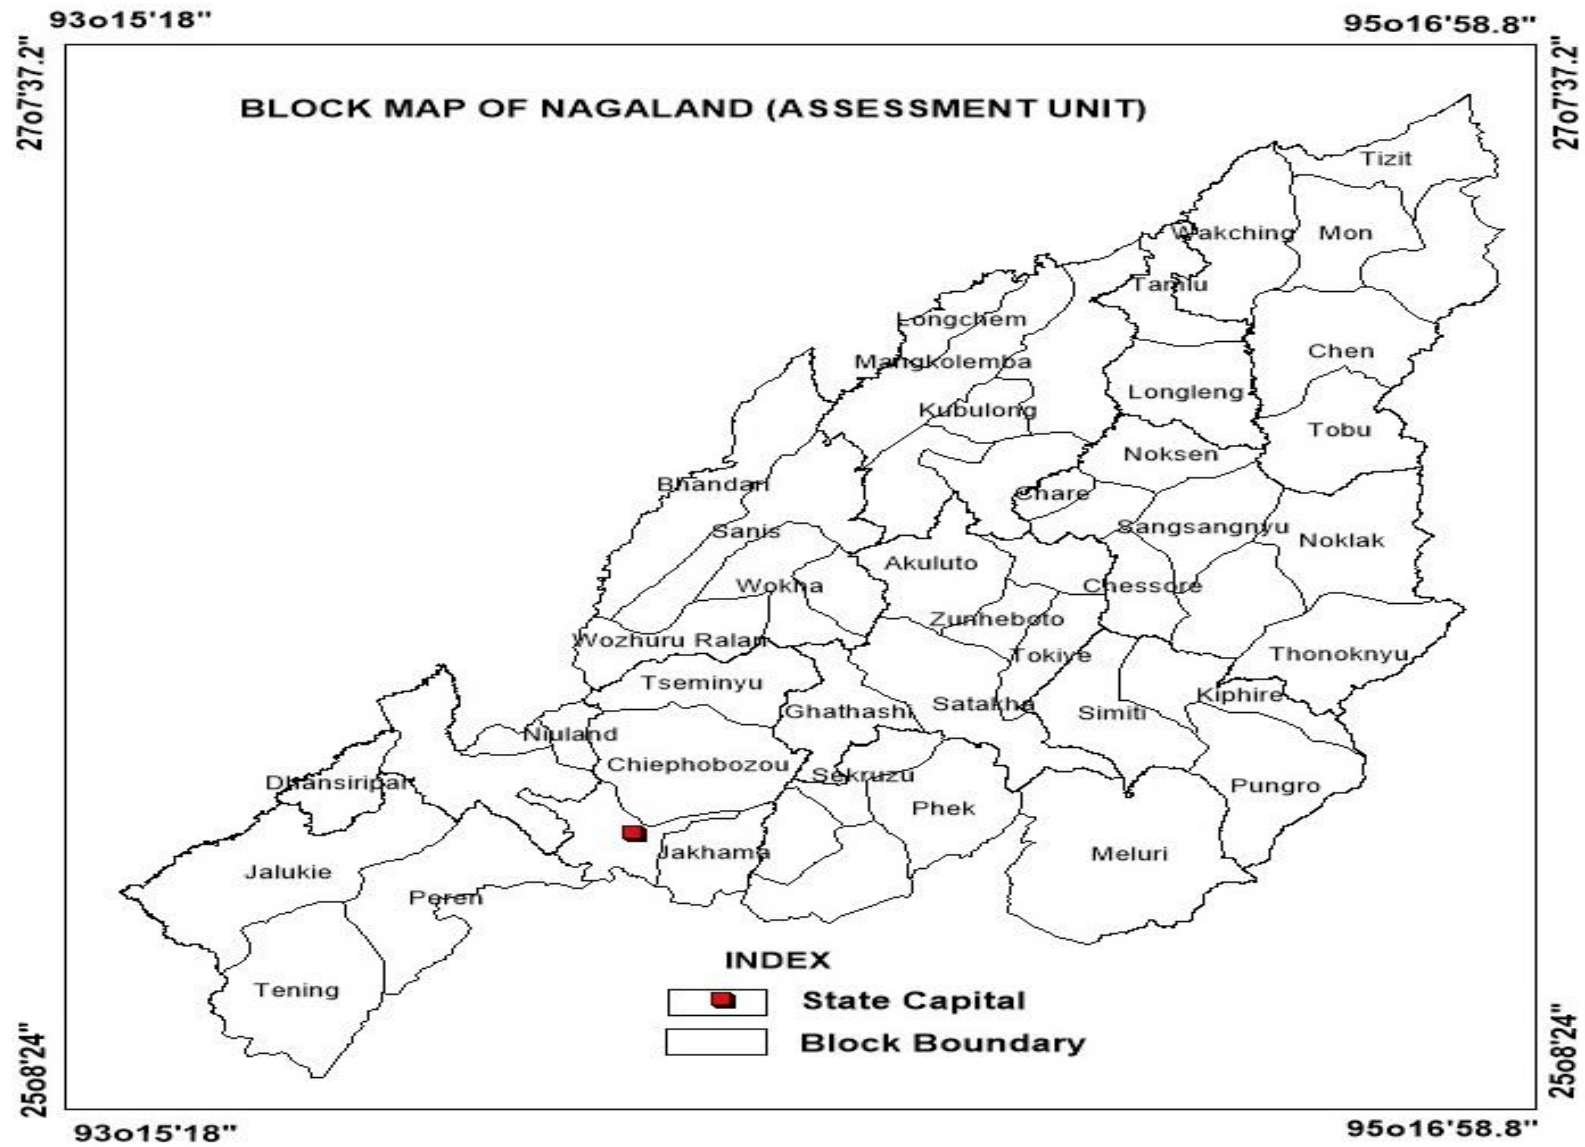 93o15'18"
95o16'58.8"
27o7'37.2"
27o7'37.2"
BLOCK MAP OF NAGALAND (ASSESSMENT UNIT)
Tizit
Wakching
Mon
Tamlu
Longchem
Chen
Mangkolemba
Longleng
Kubulong
Tobu
Noksen
Bhandari
Chare
Sangsangnyu
Sanis
Noklak
Akuluto
Wokha
Chessore
Zunheboto
Wozhuru Ralan
Tokiye
Thonoknyu
Tseminyu
Kiphire
Satakha
Ghathashi
Simiti
Niuland
Chiephobozou
Sekruzu
Dhansiripar
Pungro
Phek
Jakhama
Meluri
Jalukie
Peren
Tening
INDEX
State Capital
Block Boundary
25o8'24"
25o8'24"
93o15'18"
95o16'58.8"